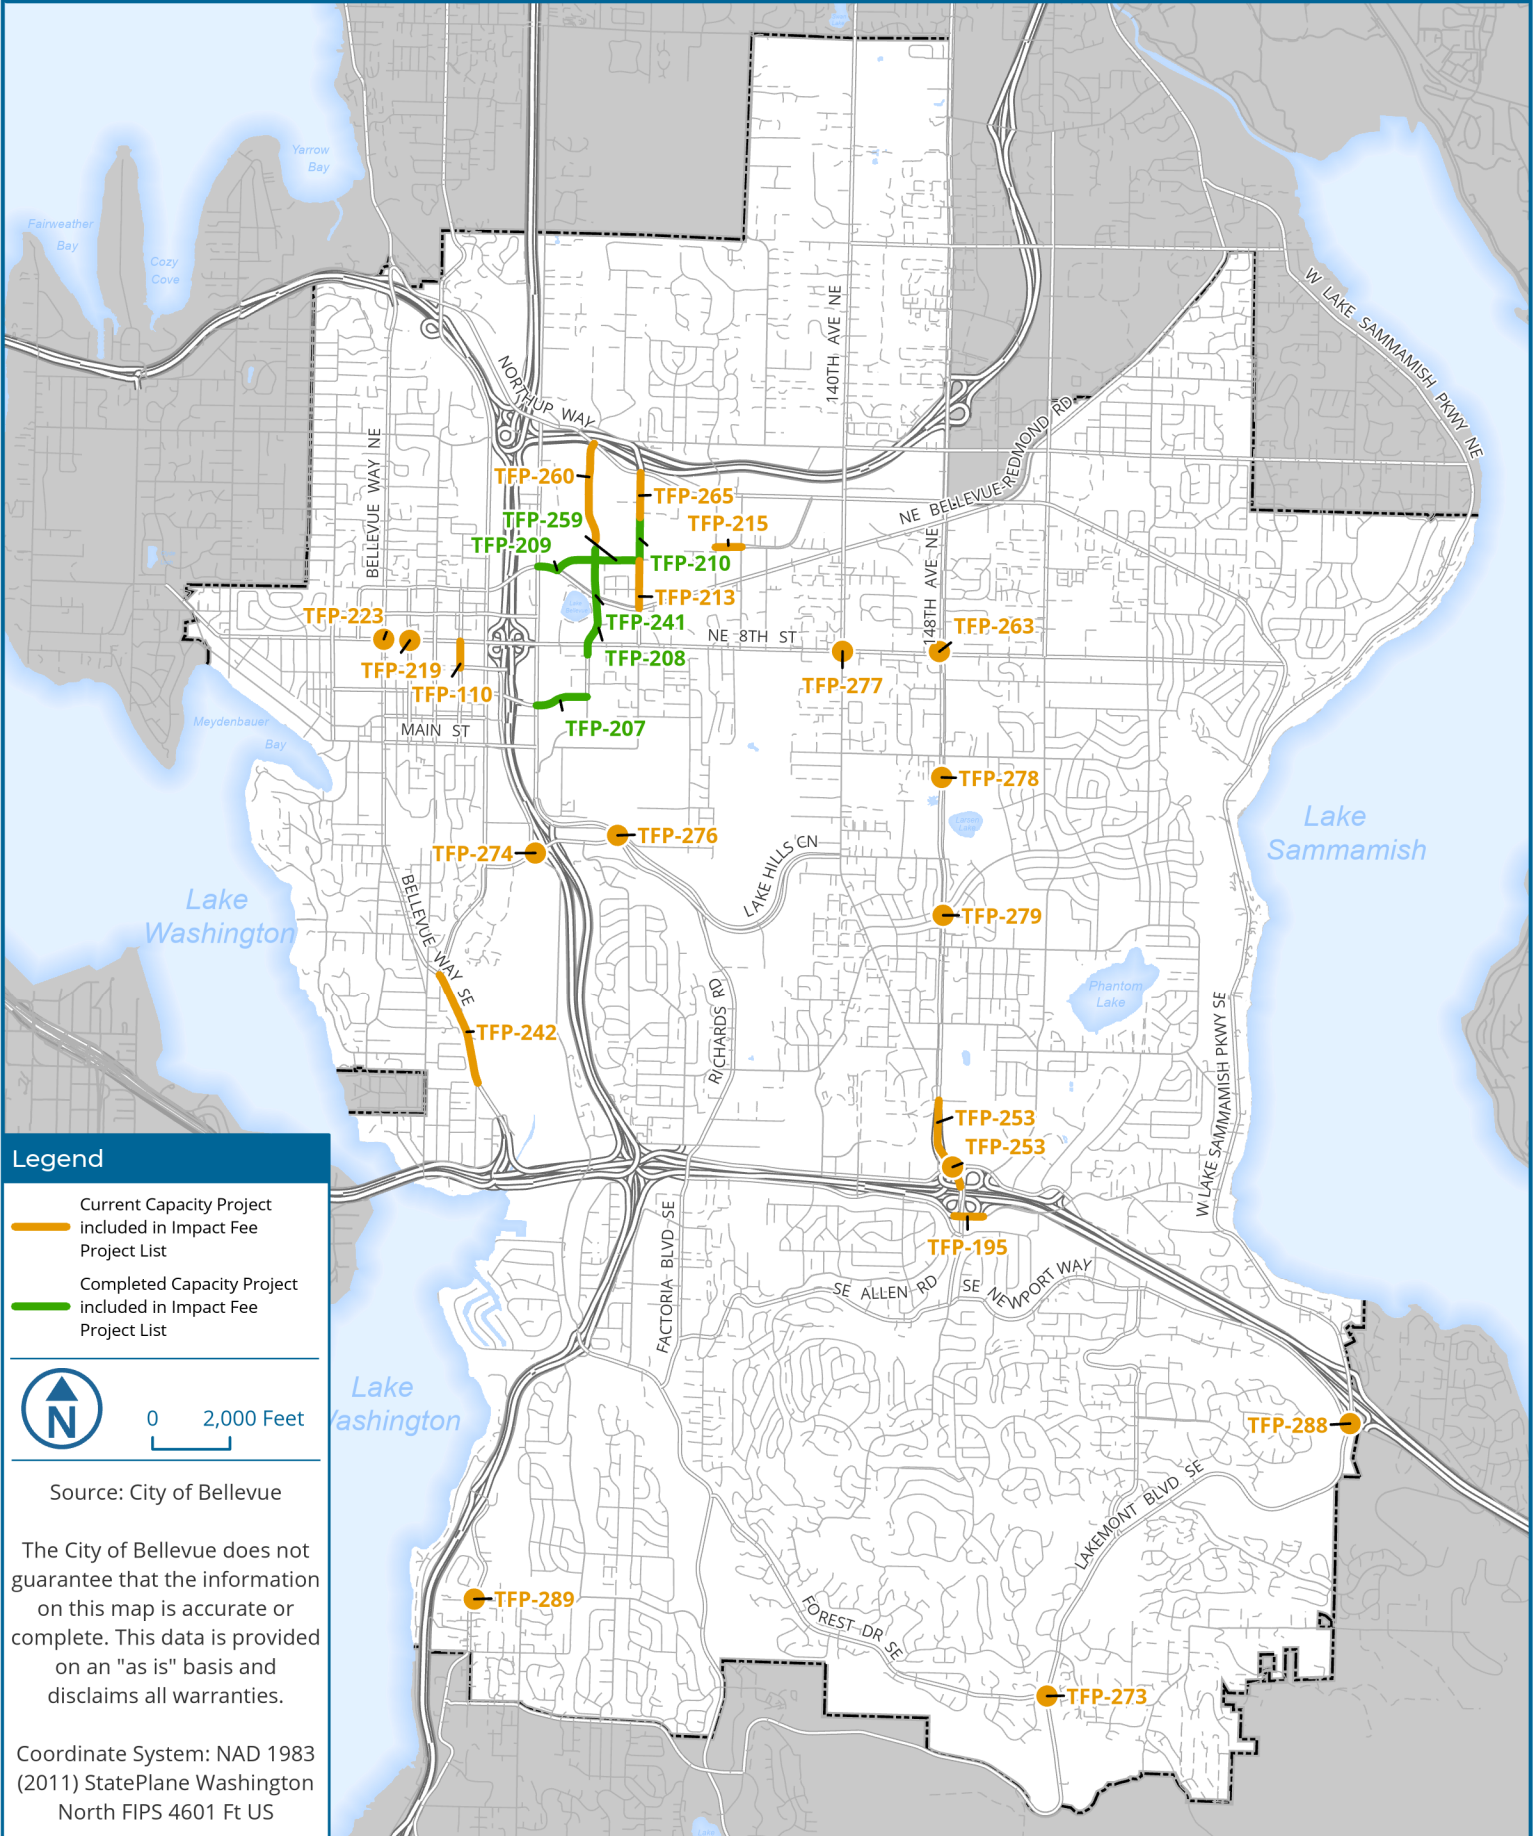 Yarrow
Bay
Fairweather
Bay
Cozy
Cove
W LAKE SAMMAMISH PKWY NE
140TH AVE NE
NORTHUP WAY
BELLEVUE WAY NE
NE BELLEVUE-REDMOND RD
TFP-260
TFP-265
TFP-259
TFP-215
TFP-209
TFP-210
148TH AVE NE
TFP-213
TFP-223
TFP-241
TFP-263
NE 8TH ST
TFP-208
TFP-219
TFP-277
TFP-110
Meydenbauer
Bay
MAIN ST
TFP-207
TFP-278
Larsen
Lake
Lake
Sammamish
TFP-276
TFP-274
LAKE HILLS CN
BELLEVUE WAY SE
Lake
Washington
TFP-279
Phantom
Lake
RICHARDS RD
TFP-242
W LAKE SAMMAMISH PKWY SE
TFP-253
TFP-253
TFP-195
FACTORIA BLVD SE
SE ALLEN RD
SE NEWPORT WAY
Lake
Washington
TFP-288
LAKEMONT BLVD SE
TFP-289
FOREST DR SE
TFP-273
Lake
Legend
Current Capacity Project
included in Impact Fee
Project List
Completed Capacity Project
included in Impact Fee
Project List
N
0 2,000 Feet
Source: City of Bellevue
The City of Bellevue does not
guarantee that the information
on this map is accurate or
complete. This data is provided
on an "as is" basis and
disclaims all warranties.
Coordinate System: NAD 1983
(2011) StatePlane Washington
North FIPS 4601 Ft US